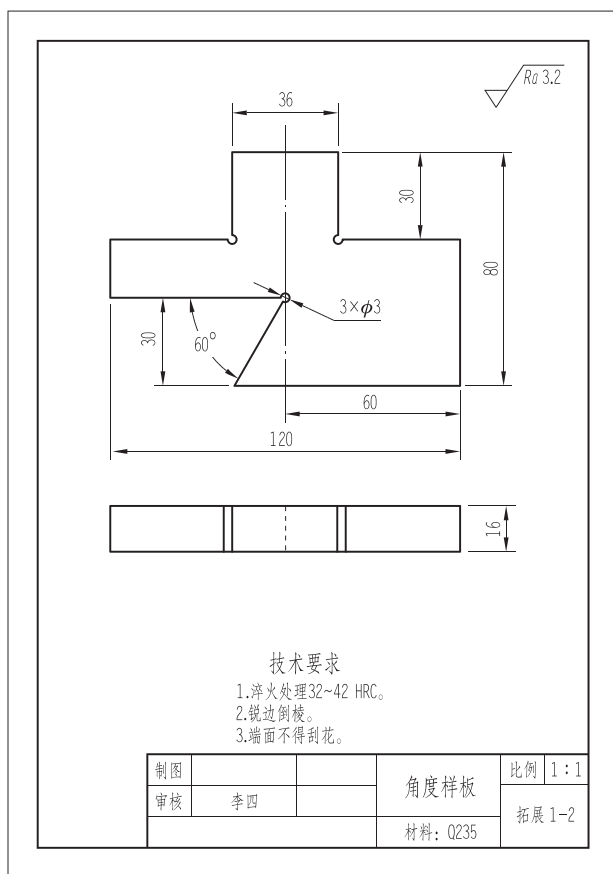 Ra 3.2
36
30
80
3×ϕ3
30
60°
60
120
16
技术要求
1.淬火处理32~42 HRC。
2.锐边倒棱。
3.端面不得刮花。
制图
角度样板
比例 1:1
审核 李四
拓展 1-2
材料: Q235